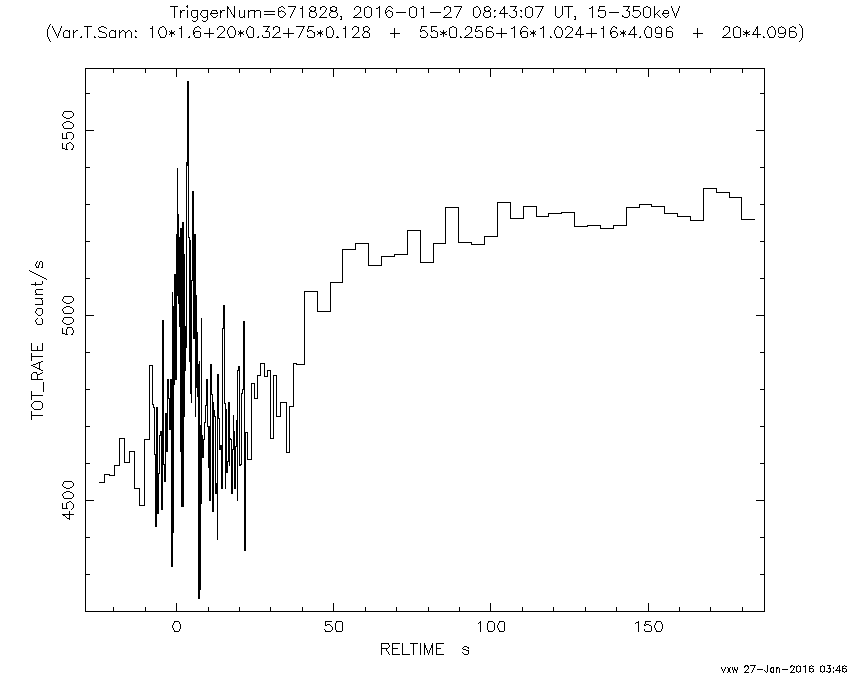 TriggerNum=671828, 2016-01-27 08:43:07 UT, 15-350keV
(Var.T.Sam: 10*1.6+20*0.32+75*0.128 + 55*0.256+16*1.024+16*4.096 + 20*4.096)
TOT_RATE count/s
5500
5000
4500
0 50 100 150
RELTIME s
vxw 27-Jan-2016 03:46